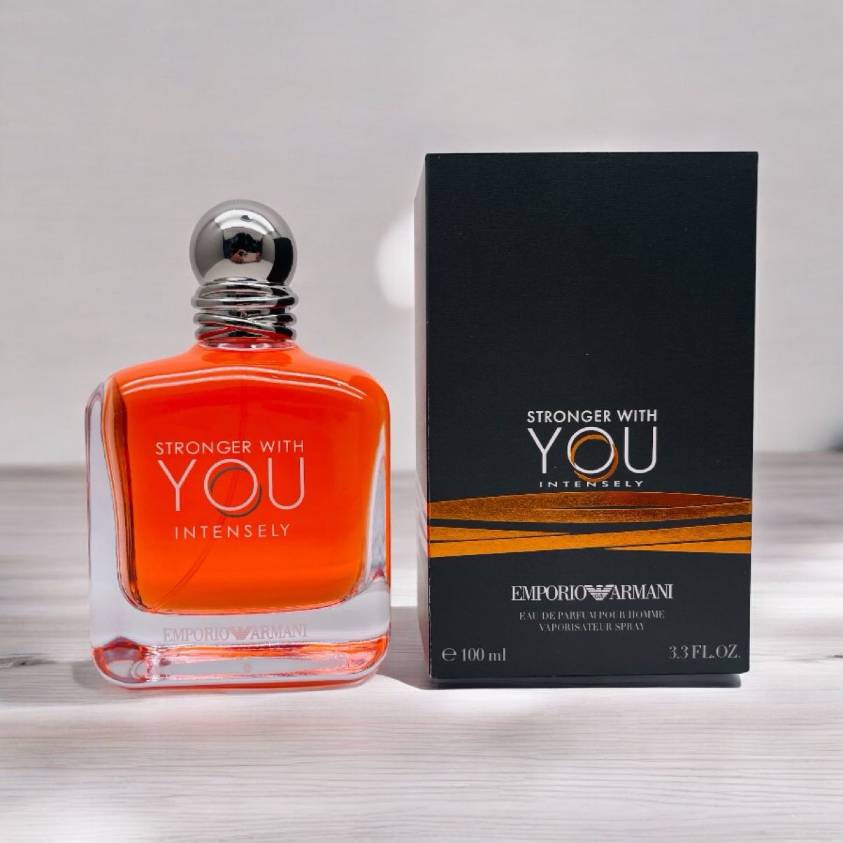 STRONGER WITH
YOU
INTENSELY
EMPORIO ARMANI
STRONGER WITH
YOU
INTENSELY
EMPORIO ARMANI
EAU DE PARFUM POUR HOMME
VAPORISATEUR SPRAY
℮ 100 ml 3.3 FL.OZ.